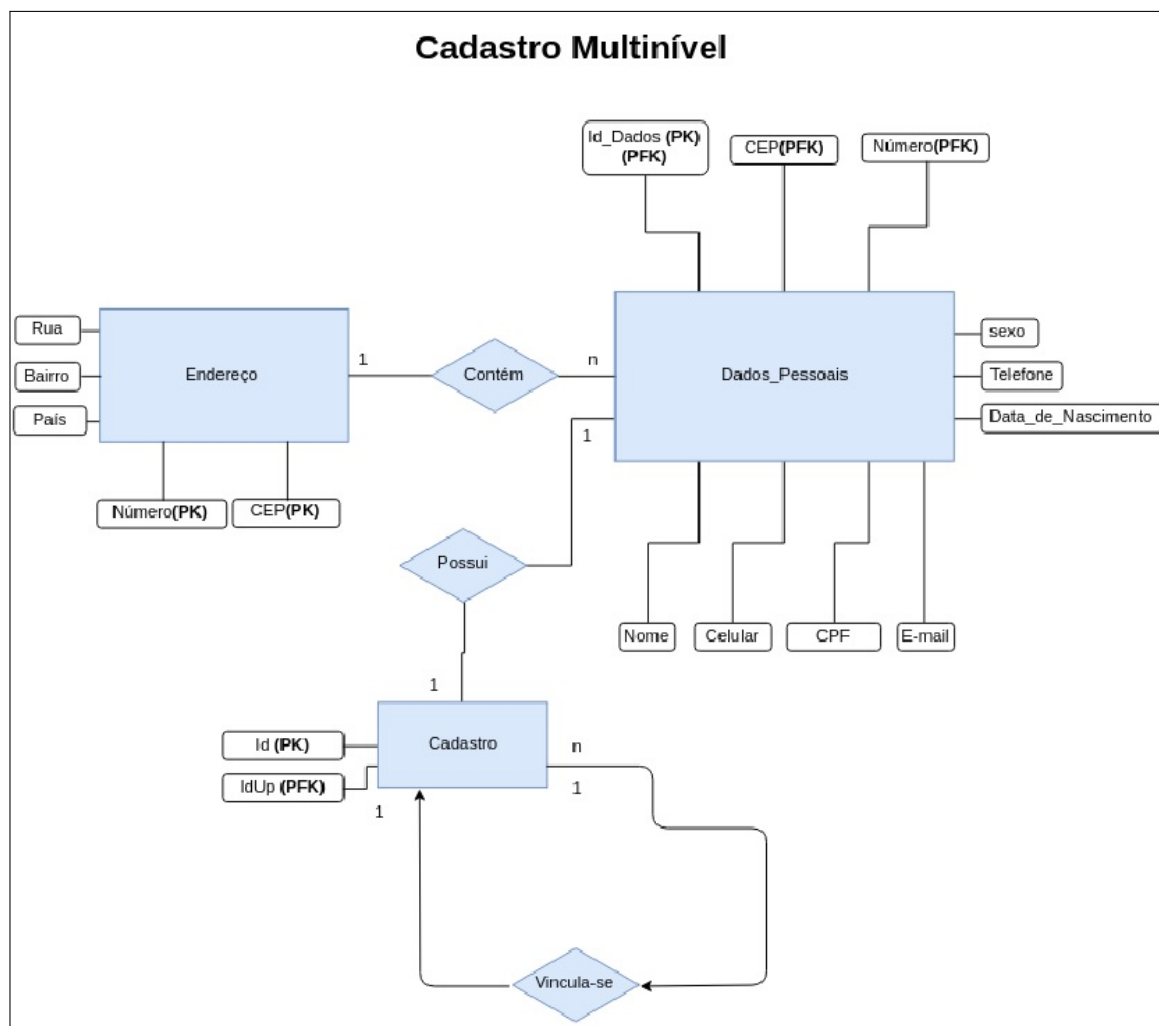 Cadastro Multinível
Id_Dados (PK)
(PFK)
CEP(PFK)
Número(PFK)
Rua
Bairro
País
Endereço
1
Contém
n
Dados_Pessoais
sexo
Telefone
Data_de_Nascimento
1
Número(PK)
CEP(PK)
Possui
Nome
Celular
CPF
E-mail
1
Id (PK)
IdUp (PFK)
Cadastro
n
1
1
Vincula-se